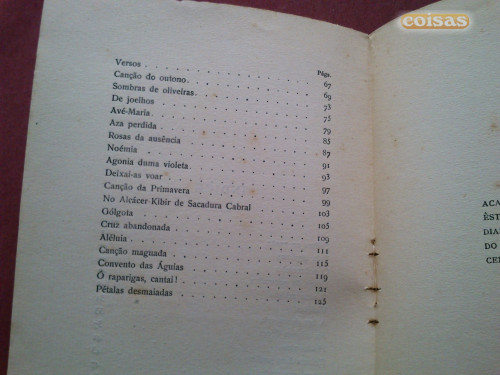 coisas
Págs.
Versos . . . . . . . . . 67
Canção do outono. . . . . . . . 69
Sombras de oliveiras. . . . . . . . 73
De joelhos . . . . . . . . . 75
Avé-Maria. . . . . . . . . 79
Aza perdida . . . . . . . . . 85
Rosas da ausência . . . . . . . . 87
Noémia . . . . . . . . . 91
Agonia duma violeta . . . . . . . . 93
Deixai-as voar . . . . . . . . . 97
Canção da Primavera . . . . . . . . 99
No Alcácer-Kibir de Sacadura Cabral . . . . 103
Gólgota . . . . . . . . . 105
Cruz abandonada . . . . . . . . 109
Aléluia . . . . . . . . . 111
Canção maguada . . . . . . . . 115
Convento das Águias . . . . . . . . 119
Ó raparigas, cantai! . . . . . . . . 121
Pétalas desmaiadas . . . . . . . . 125
ACA
ÊST
DIA
DO
CE